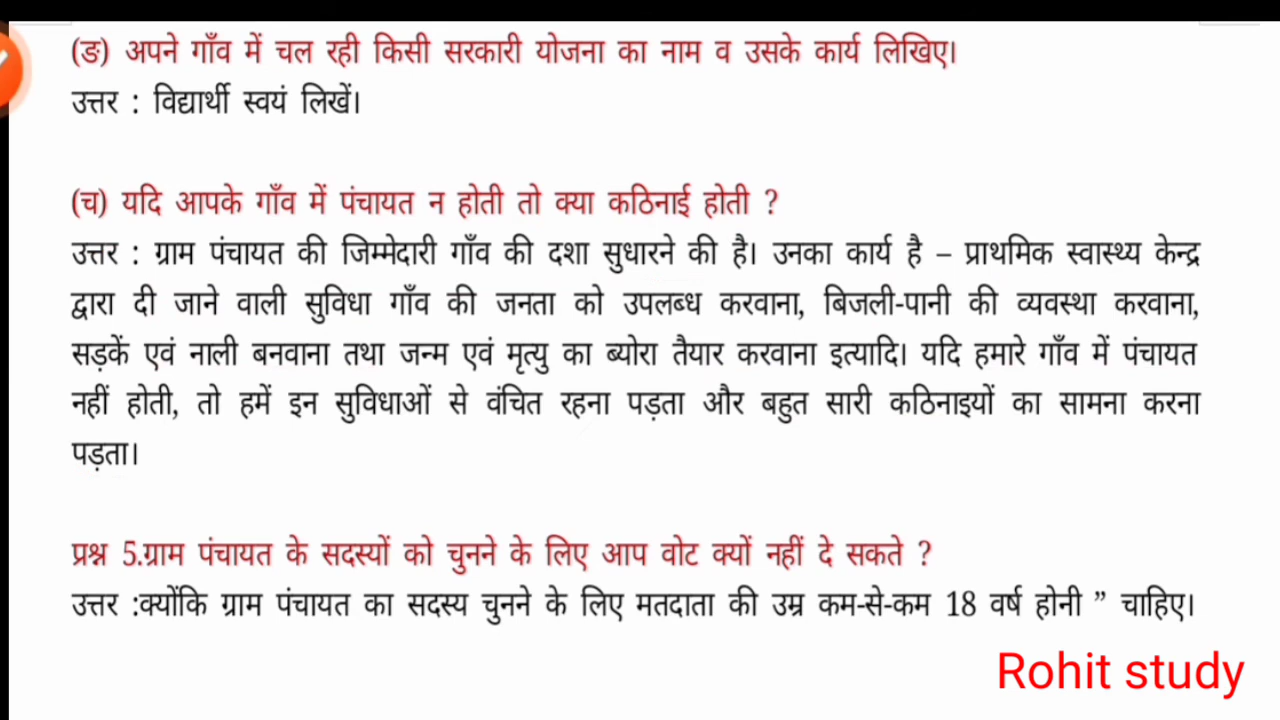 (ङ) अपने गाँव में चल रही किसी सरकारी योजना का नाम व उसके कार्य लिखिए।
उत्तर : विद्यार्थी स्वयं लिखें।
(च) यदि आपके गाँव में पंचायत न होती तो क्या कठिनाई होती ?
उत्तर : ग्राम पंचायत की जिम्मेदारी गाँव की दशा सुधारने की है। उनका कार्य है – प्राथमिक स्वास्थ्य केन्द्र
द्वारा दी जाने वाली सुविधा गाँव की जनता को उपलब्ध करवाना, बिजली-पानी की व्यवस्था करवाना,
सड़कें एवं नाली बनवाना तथा जन्म एवं मृत्यु का ब्योरा तैयार करवाना इत्यादि। यदि हमारे गाँव में पंचायत
नहीं होती, तो हमें इन सुविधाओं से वंचित रहना पड़ता और बहुत सारी कठिनाइयों का सामना करना
पड़ता।
प्रश्न 5.ग्राम पंचायत के सदस्यों को चुनने के लिए आप वोट क्यों नहीं दे सकते ?
उत्तर :क्योंकि ग्राम पंचायत का सदस्य चुनने के लिए मतदाता की उम्र कम-से-कम 18 वर्ष होनी ” चाहिए।
Rohit study